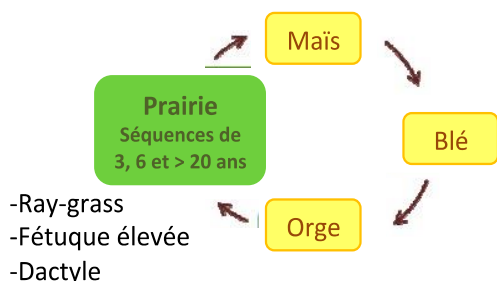 Maïs
Prairie
Séquences de
3, 6 et > 20 ans
Blé
-Ray-grass
-Fétuque élevée
-Dactyle
Orge